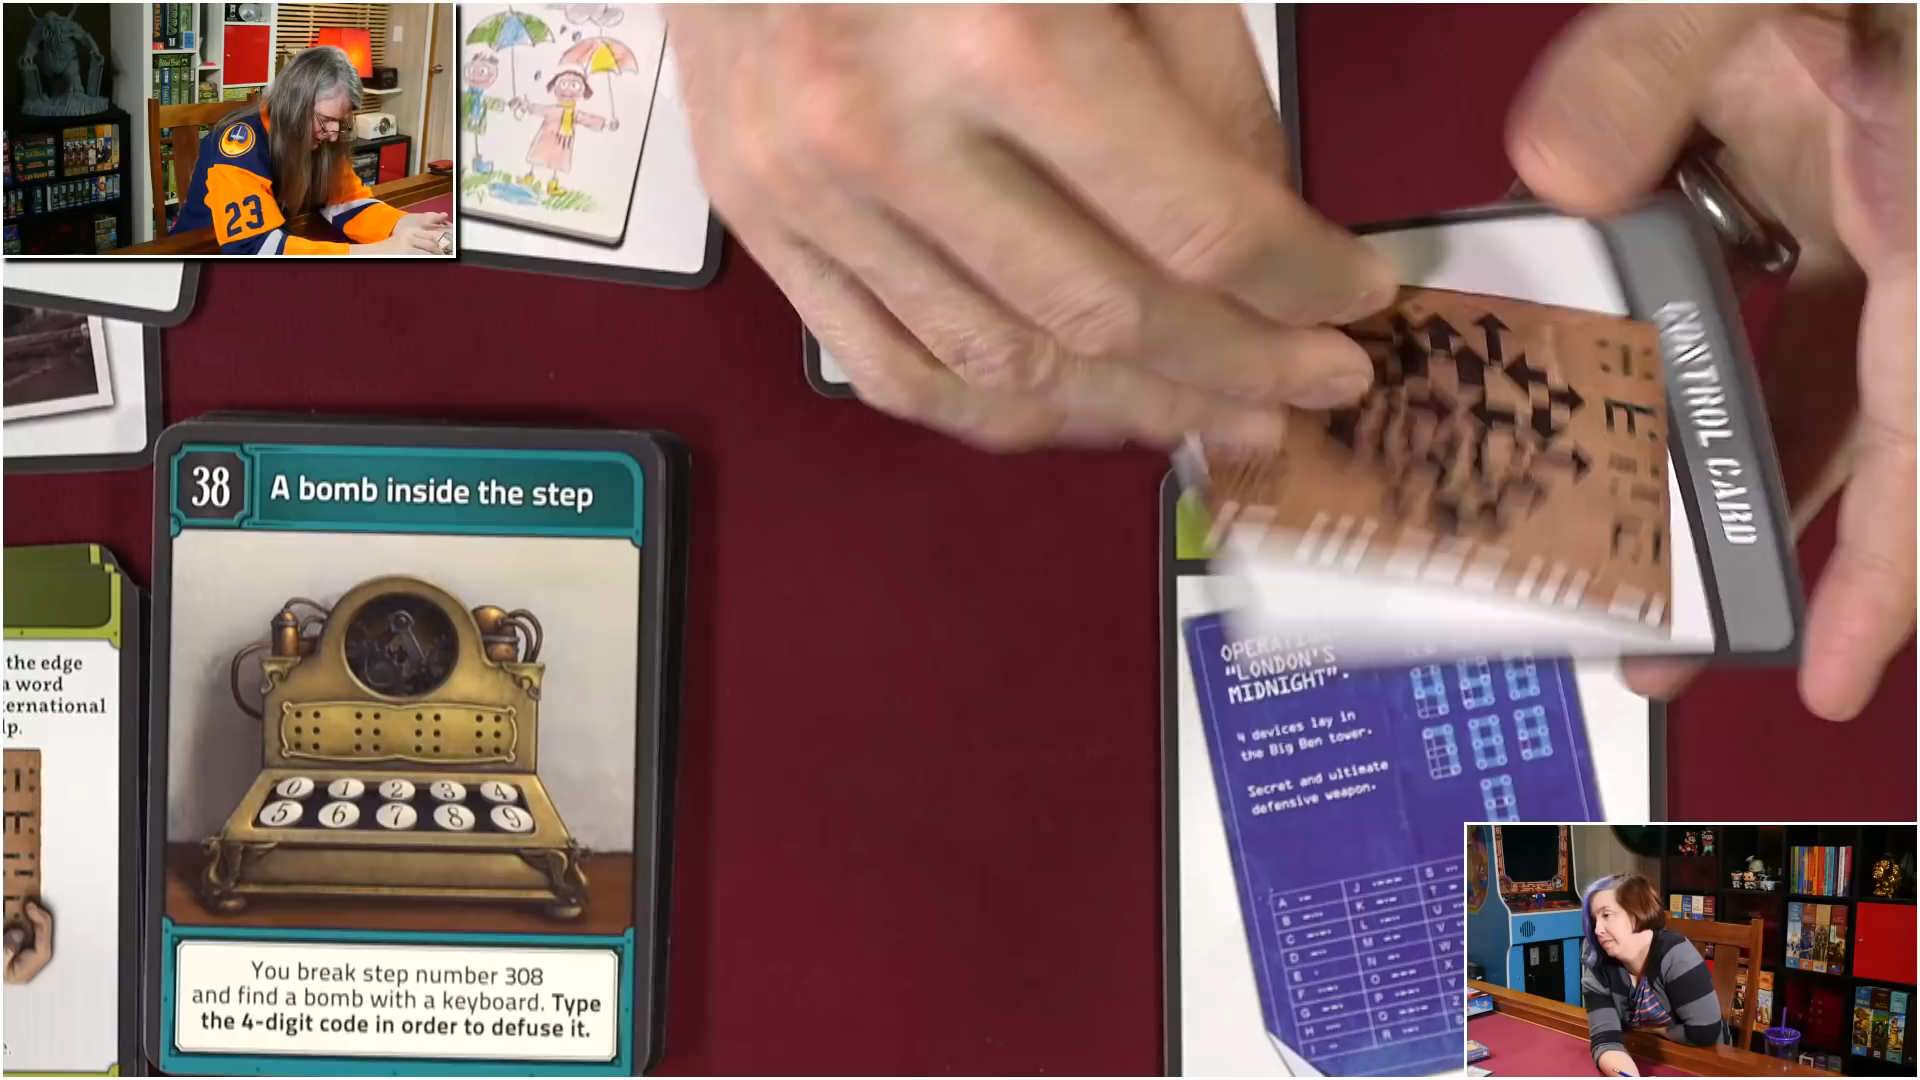 23
38
A bomb inside the step
0 1 2 3 4
5 6 7 8 9
You break step number 308
and find a bomb with a keyboard. Type
the 4-digit code in order to defuse it.
the edge
a word
CONTROL CARD
"LONDON'S
MIDNIGHT".
4 devices lay in
the Big Ben tower.
Secret and ultimate
defensive weapon.
A J S
B K T
C L U
D M V
E N W
F O X
G P Y
H Q Z
I R